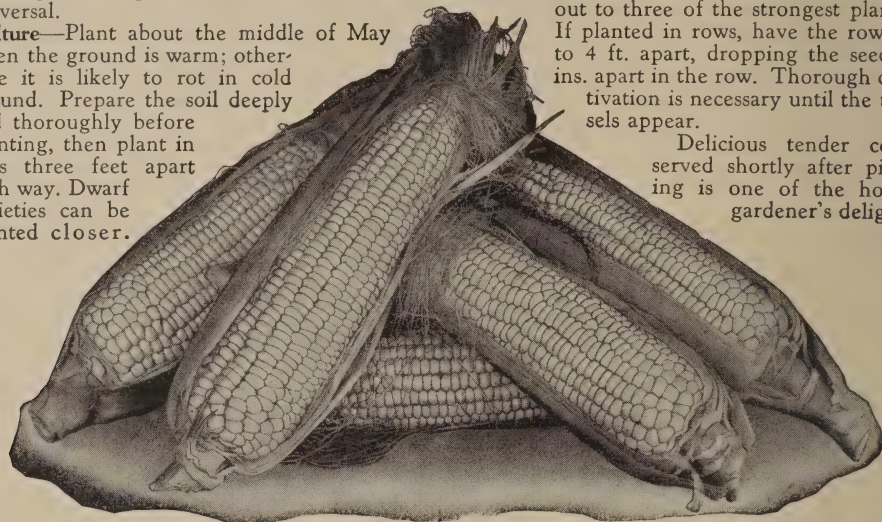 versal.
lture—Plant about the middle of May
en the ground is warm; other-
e it is likely to rot in cold
und. Prepare the soil deeply
l thoroughly before
nting, then plant in
s three feet apart
h way. Dwarf
ieties can be
nted closer.
out to three of the strongest plan
If planted in rows, have the row
to 4 ft. apart, dropping the seed
ins. apart in the row. Thorough c
tivation is necessary until the t
sels appear.
Delicious tender co
served shortly after pi
ing is one of the ho
gardener's delig